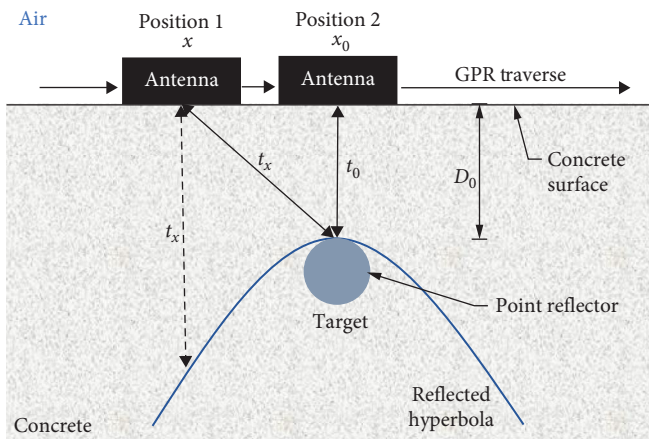 Air
Position 1
x
Position 2
x₀
Antenna
Antenna
GPR traverse
tₓ
t₀
D₀
Concrete
surface
tₓ
Point reflector
Target
Reflected
hyperbola
Concrete